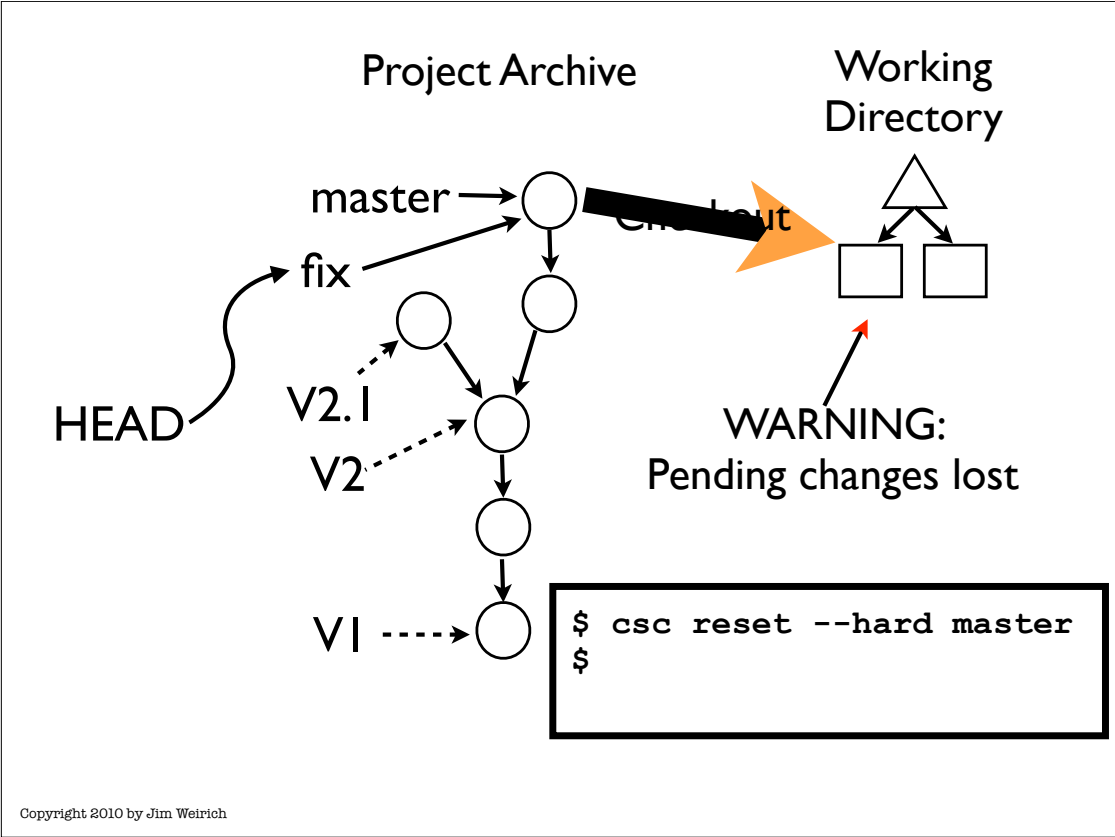 Project Archive
Working
Directory
master
Checkout
fix
V2.1
HEAD
V2
WARNING:
Pending changes lost
V1
$ csc reset --hard master
$
Copyright 2010 by Jim Weirich